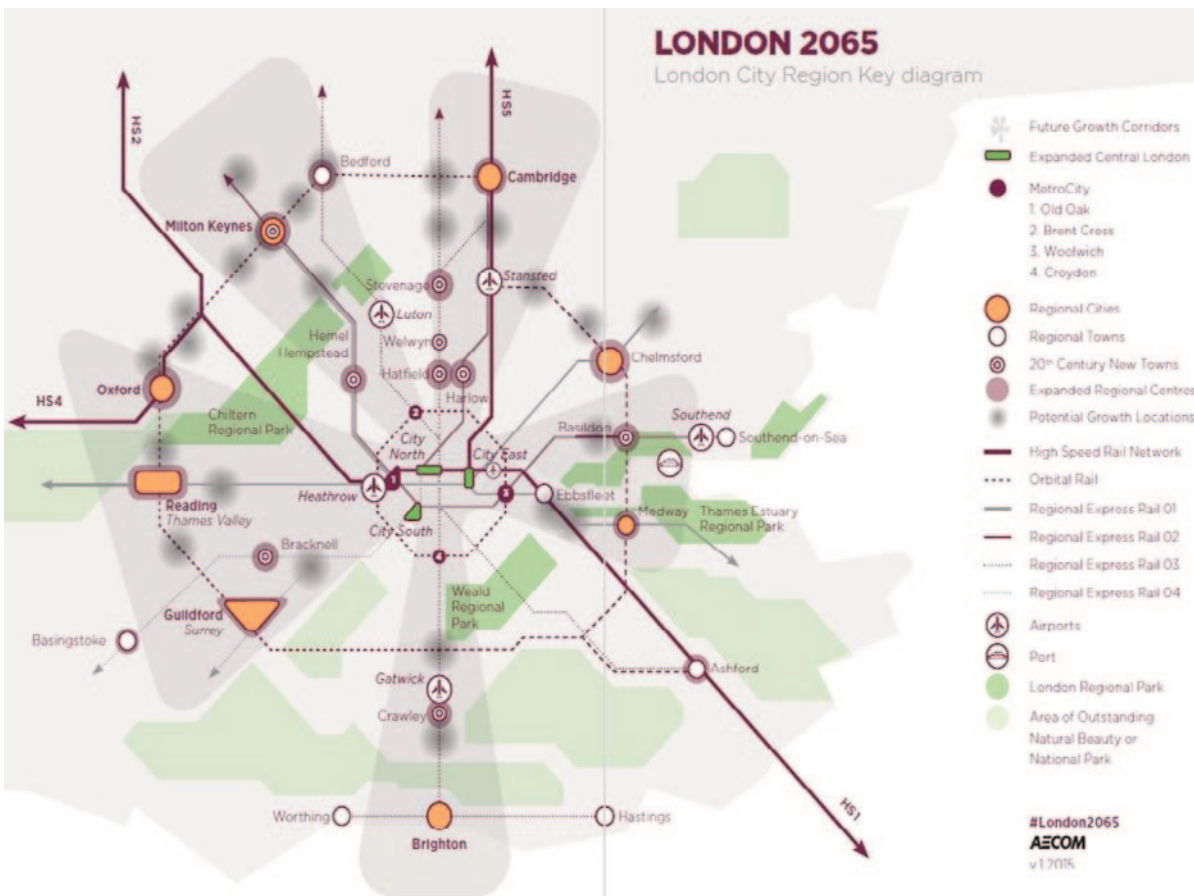 LONDON 2065
London City Region Key diagram
HS2
HS5
Bedford
Cambridge
Milton Keynes
Stevenage
Stansted
Luton
Hemel
Hempstead
Welwyn
Hatfield
Harlow
Chelmsford
Oxford
HS4
Chiltern
Regional Park
2
City
North
City East
Basildon
Southend
Southend-on-Sea
Heathrow
1
3
Ebbsfleet
Reading
Thames Valley
City South
Medway
Thames Estuary
Regional Park
Bracknell
4
Weald
Regional
Park
Guildford
Surrey
Basingstoke
Ashford
Gatwick
Crawley
Worthing
Brighton
Hastings
HS1
Future Growth Corridors
Expanded Central London
MetroCity
1. Old Oak
2. Brent Cross
3. Woolwich
4. Croydon
Regional Cities
Regional Towns
20th Century New Towns
Expanded Regional Centres
Potential Growth Locations
High Speed Rail Network
Orbital Rail
Regional Express Rail 01
Regional Express Rail 02
Regional Express Rail 03
Regional Express Rail 04
Airports
Port
London Regional Park
Area of Outstanding
Natural Beauty or
National Park
#London2065
AECOM
v.1 2015